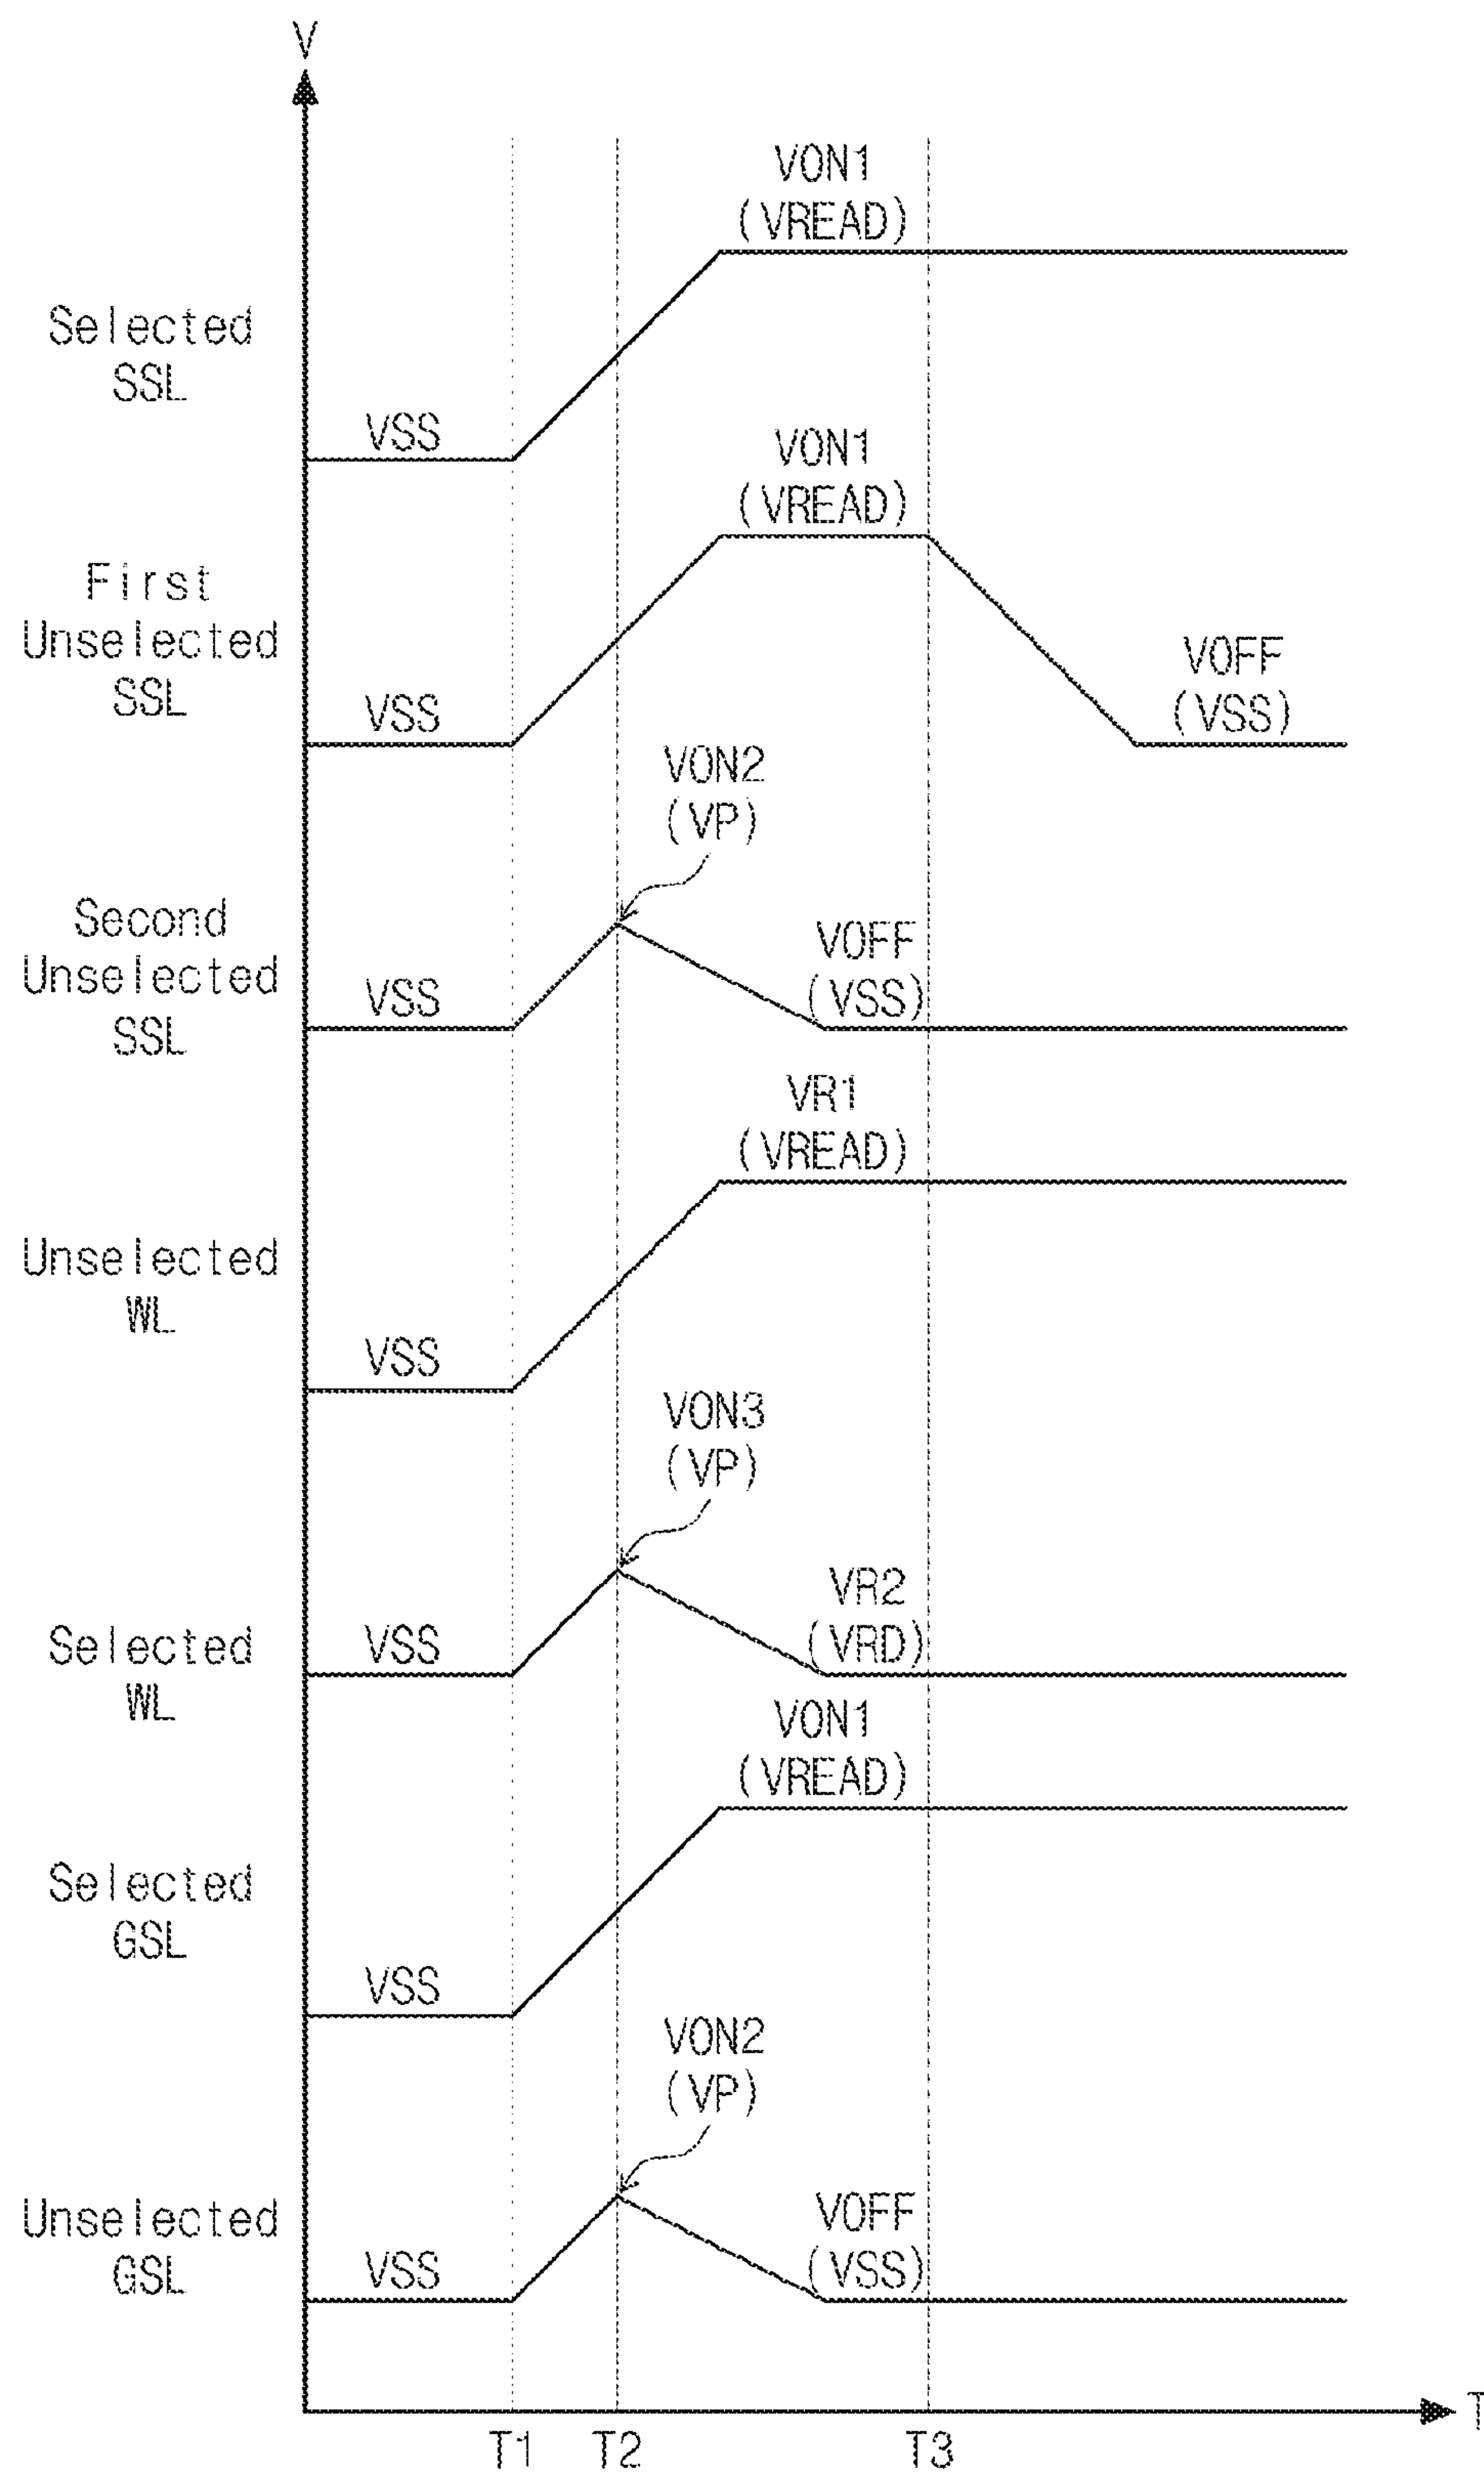 V
VON1
(VREAD)
Selected
SSL
VSS
VON1
(VREAD)
First
Unselected
SSL
VSS
VOFF
(VSS)
VON2
(VP)
Second
Unselected
SSL
VSS
VOFF
(VSS)
VR1
(VREAD)
Unselected
WL
VSS
VON3
(VP)
Selected
WL
VSS
VR2
(VRD)
VON1
(VREAD)
Selected
GSL
VSS
VON2
(VP)
Unselected
GSL
VSS
VOFF
(VSS)
T
T1 T2 T3